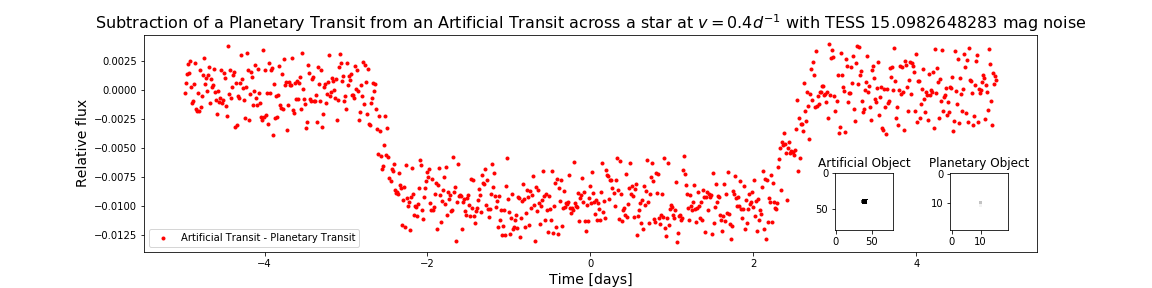 Subtraction of a Planetary Transit from an Artificial Transit across a star at v = 0.4d⁻¹ with TESS 15.0982648283 mag noise
Relative flux
0.0025
0.0000
−0.0025
−0.0050
−0.0075
−0.0100
−0.0125
Artificial Transit - Planetary Transit
Artificial Object
0
50
0 50
Planetary Object
0
10
0 10
−4 −2 0 2 4
Time [days]